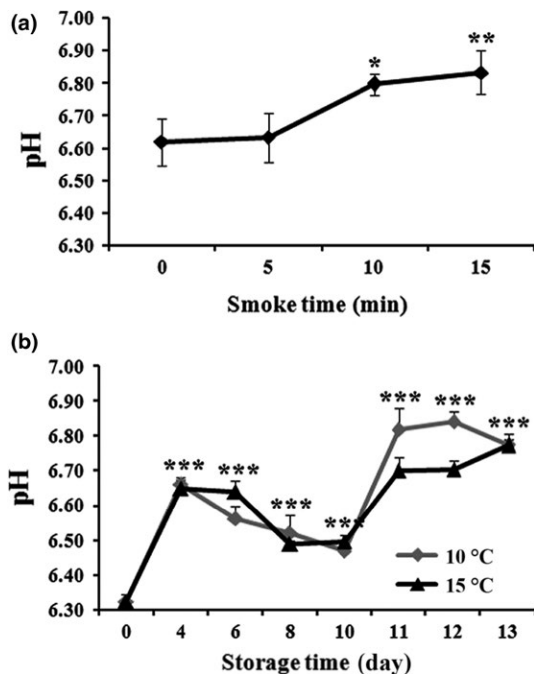 (a)
7.00
6.90
6.80
6.70
6.60
6.50
6.40
6.30
pH
*
**
0 5 10 15
Smoke time (min)
(b)
7.00
6.90
6.80
6.70
6.60
6.50
6.40
6.30
pH
***
***
***
***
***
***
***
10 °C
15 °C
0 4 6 8 10 11 12 13
Storage time (day)